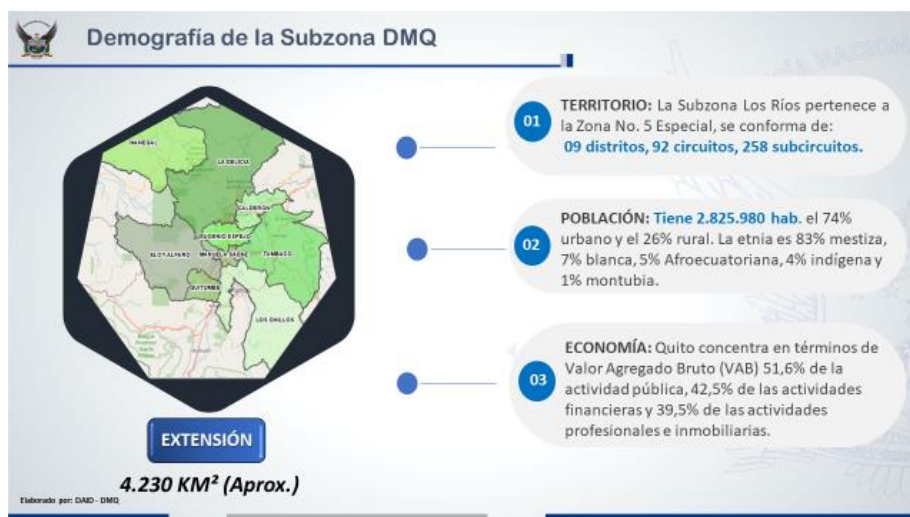 Demografía de la Subzona DMQ
NANEGAL
LA DELICIA
CALDERÓN
EUGENIO ESPEJO
ELOY ALFARO
MANUELA SÁENZ
TUMBACO
QUITUMBE
LOS CHILLOS
EXTENSIÓN
4.230 KM² (Aprox.)
01
TERRITORIO: La Subzona Los Ríos pertenece a
la Zona No. 5 Especial, se conforma de:
09 distritos, 92 circuitos, 258 subcircuitos.
02
POBLACIÓN: Tiene 2.825.980 hab. el 74%
urbano y el 26% rural. La etnia es 83% mestiza,
7% blanca, 5% Afroecuatoriana, 4% indígena y
1% montubia.
03
ECONOMÍA: Quito concentra en términos de
Valor Agregado Bruto (VAB) 51,6% de la
actividad pública, 42,5% de las actividades
financieras y 39,5% de las actividades
profesionales e inmobiliarias.
Elaborado por: DAID - DMQ